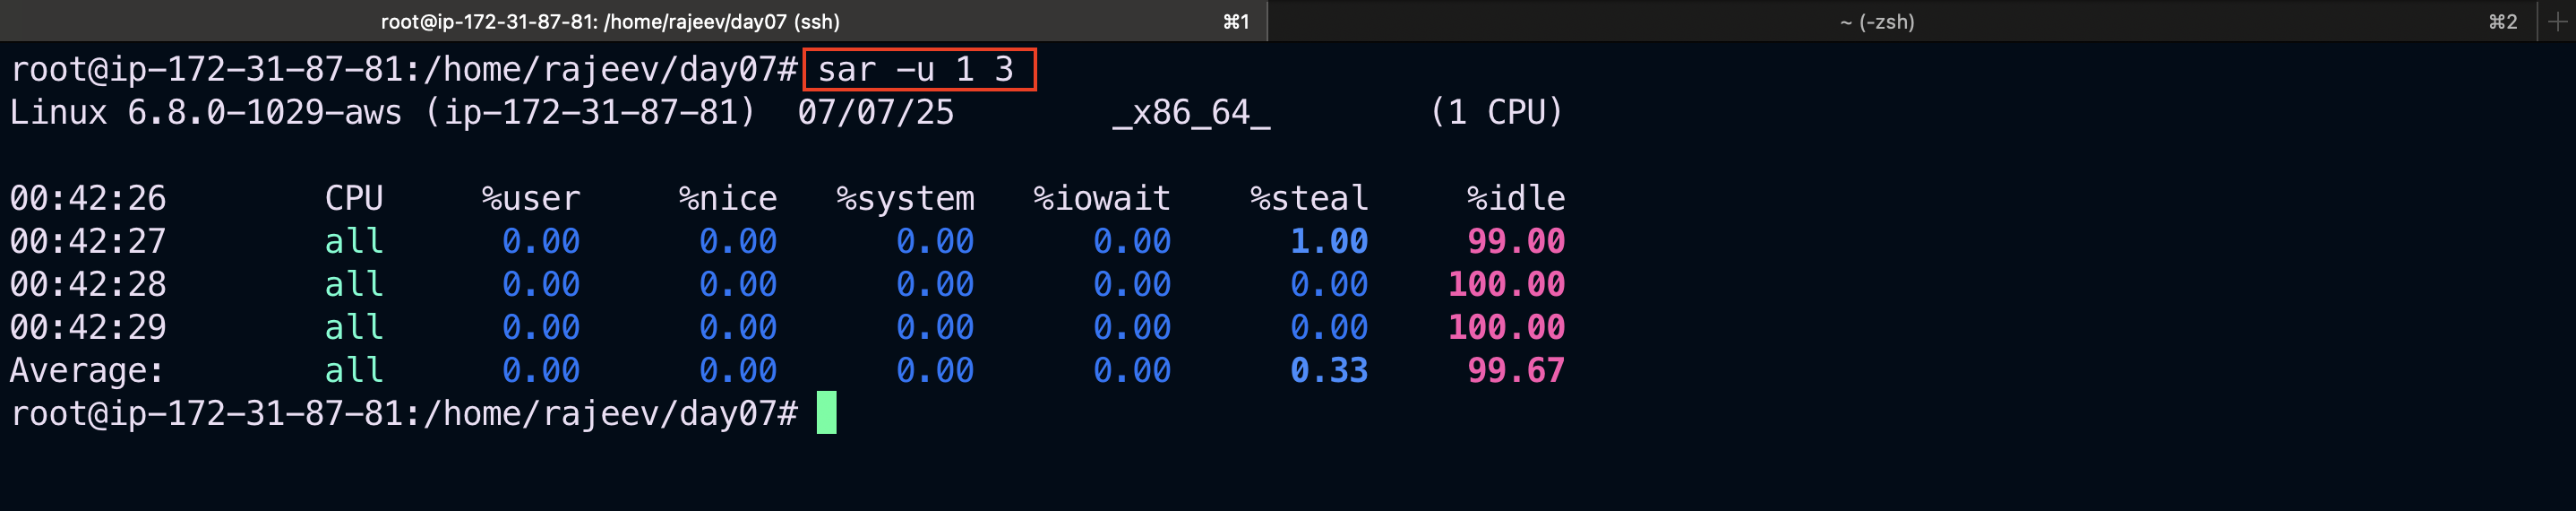 root@ip-172-31-87-81: /home/rajeev/day07 (ssh) ⌘1 ~ (-zsh) ⌘2
root@ip-172-31-87-81:/home/rajeev/day07# sar -u 1 3
Linux 6.8.0-1029-aws (ip-172-31-87-81) 07/07/25 _x86_64_ (1 CPU)
00:42:26 CPU %user %nice %system %iowait %steal %idle
00:42:27 all 0.00 0.00 0.00 0.00 1.00 99.00
00:42:28 all 0.00 0.00 0.00 0.00 0.00 100.00
00:42:29 all 0.00 0.00 0.00 0.00 0.00 100.00
Average: all 0.00 0.00 0.00 0.00 0.33 99.67
root@ip-172-31-87-81:/home/rajeev/day07#